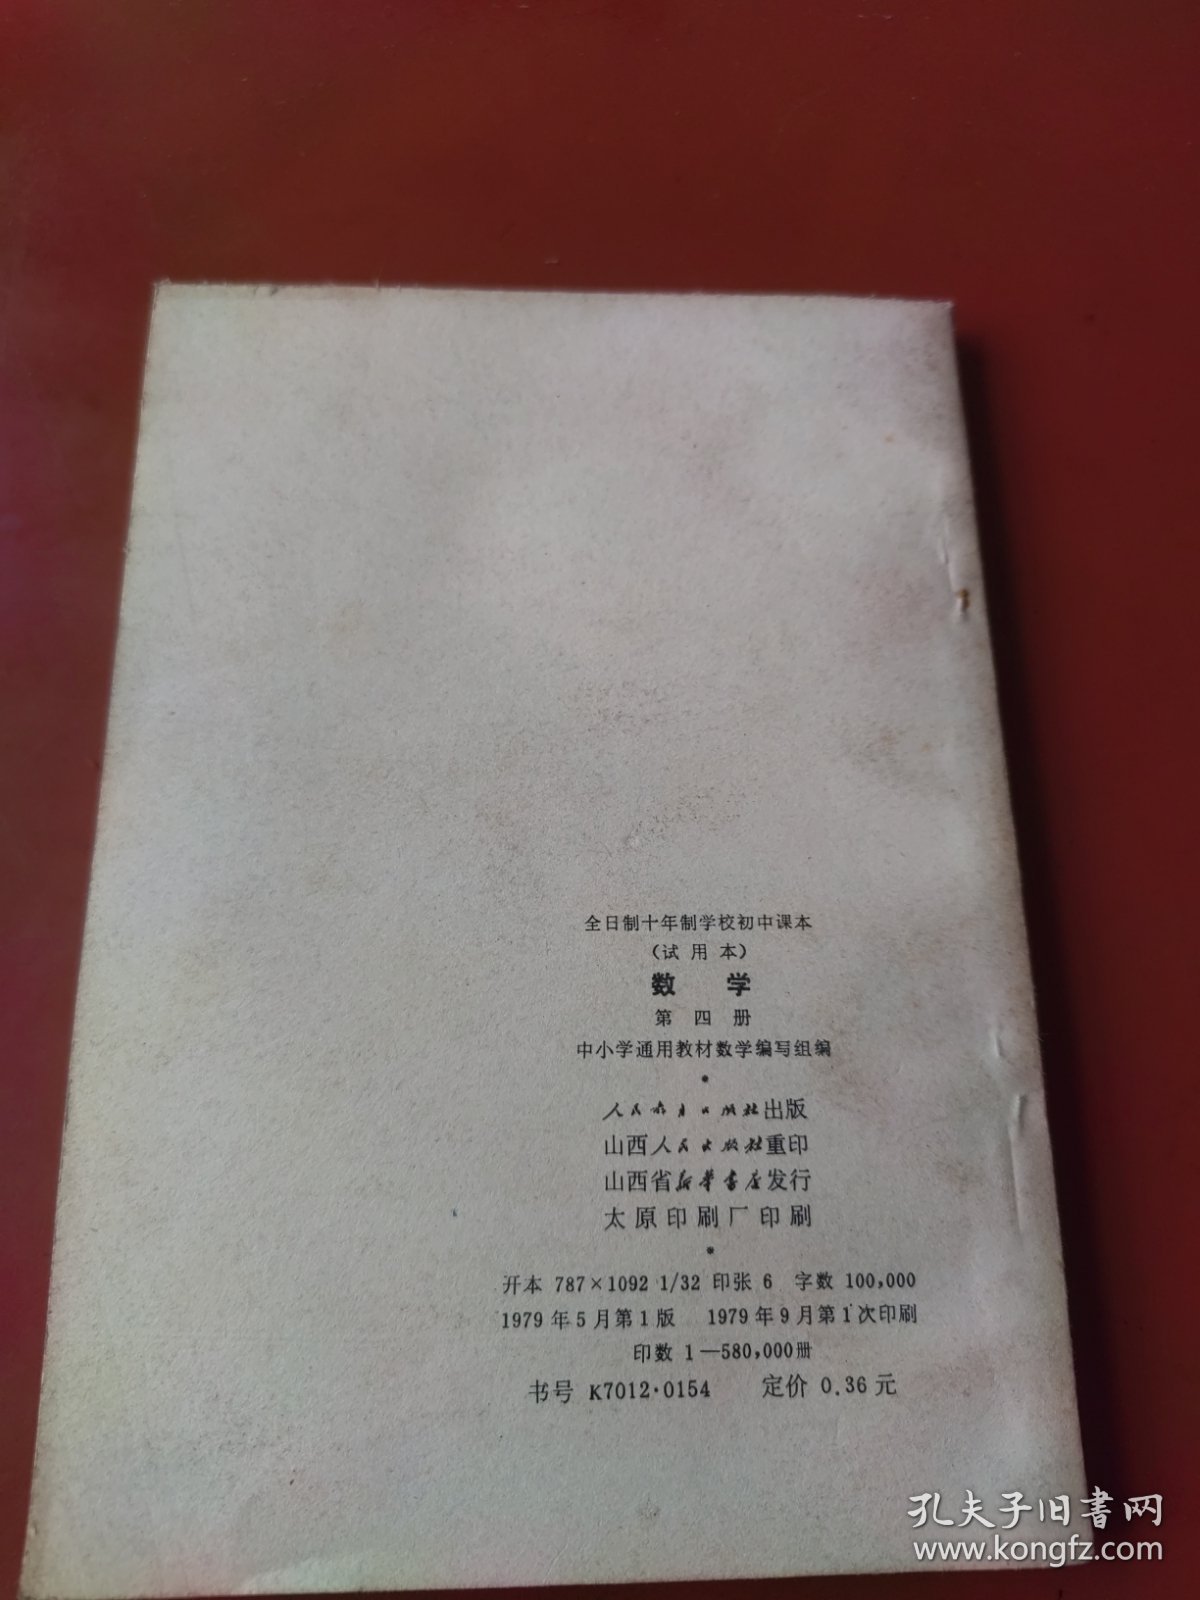 全日制十年制学校初中课本
（试用本）
数 学
第四册
中小学通用教材数学编写组编
人民教育出版社出版
山西人民出版社重印
山西省新华书店发行
太原印刷厂印刷
开本 787×1092 1/32 印张 6 字数 100,000
1979年5月第1版 1979年9月第1次印刷
印数 1—580,000册
书号 K7012·0154 定价 0.36元
孔夫子旧書网
www.kongfz.com